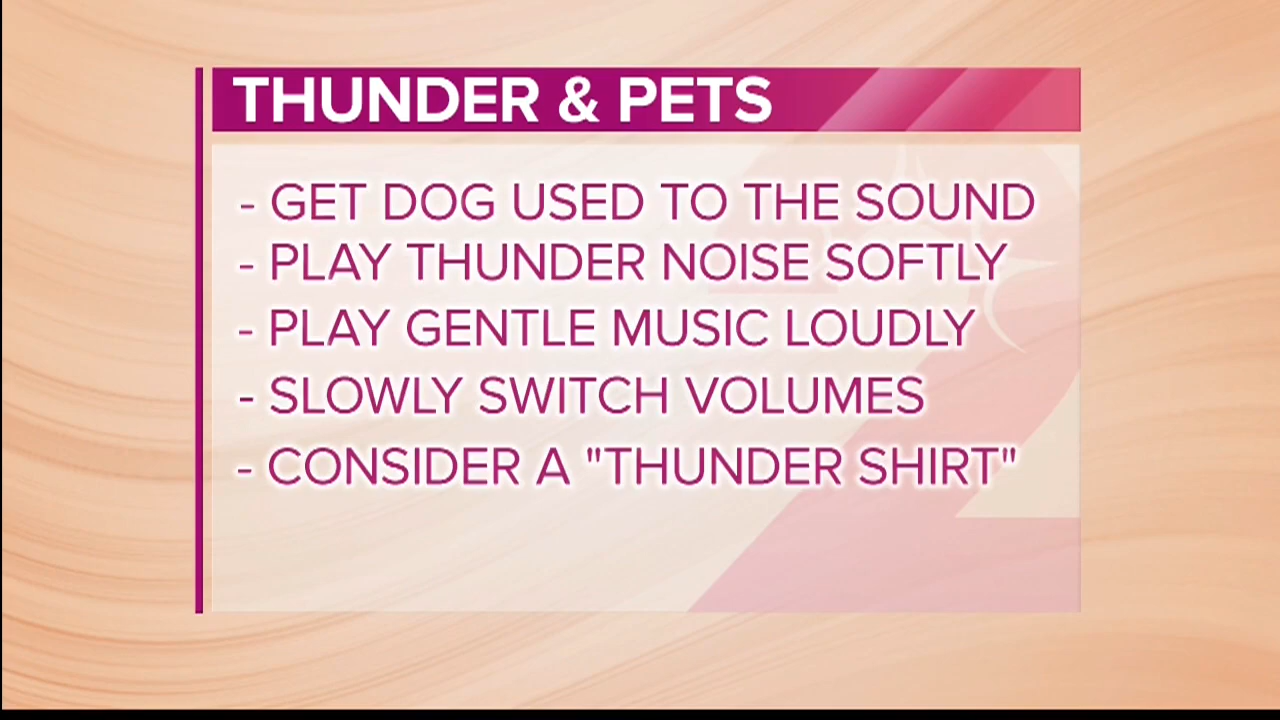 THUNDER & PETS
- GET DOG USED TO THE SOUND
- PLAY THUNDER NOISE SOFTLY
- PLAY GENTLE MUSIC LOUDLY
- SLOWLY SWITCH VOLUMES
- CONSIDER A "THUNDER SHIRT"